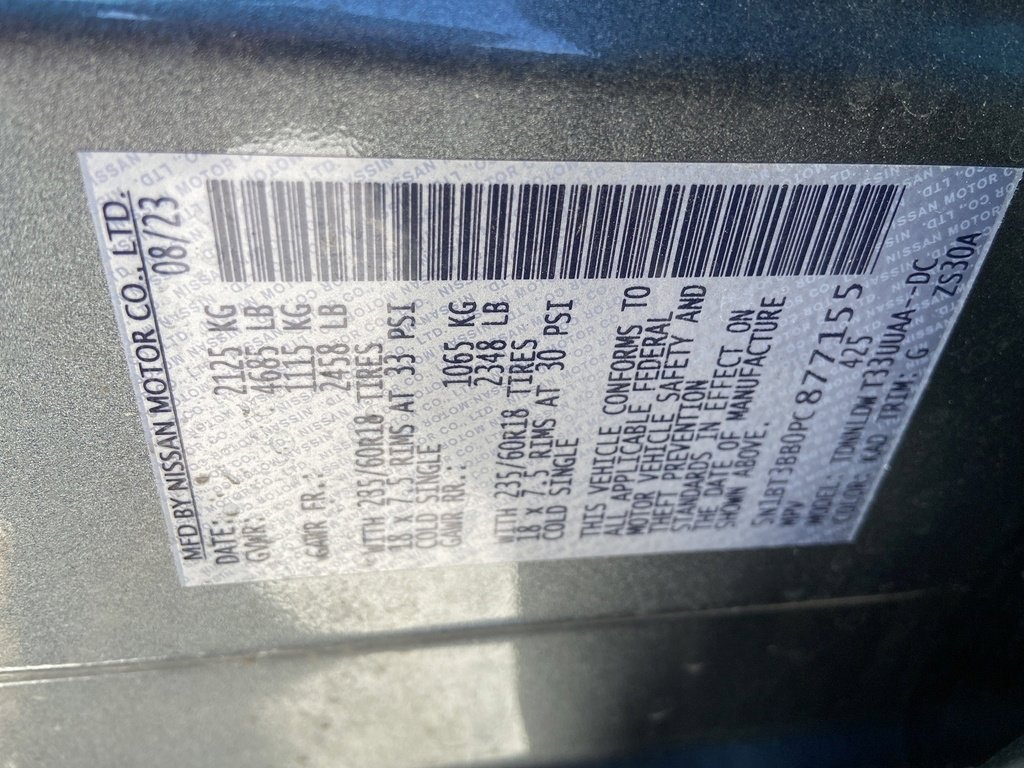 MFD BY NISSAN MOTOR CO., LTD.
DATE: 08/23
GVWR: 2125 KG
4685 LB
GAWR FR.: 1115 KG
2458 LB
WITH 285/60R18 TIRES
18 X 7.5 RIMS AT 33 PSI
COLD SINGLE
GAWR RR.: 1065 KG
2348 LB
WITH 235/60R18 TIRES
18 X 7.5 RIMS AT 30 PSI
COLD SINGLE
THIS VEHICLE CONFORMS TO
ALL APPLICABLE FEDERAL
MOTOR VEHICLE SAFETY AND
THEFT PREVENTION
STANDARDS IN EFFECT ON
THE DATE OF MANUFACTURE
SHOWN ABOVE.
5N1BT3BB0PC877155
MPV 425
MODEL:
COLOR: KAD TRIM: G ZS30A